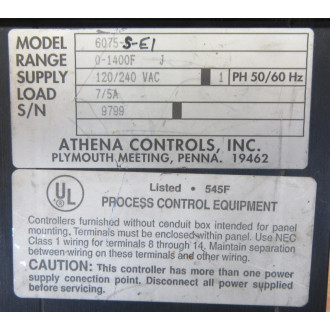 MODEL 6075-S-E1
RANGE 0-1400F J
SUPPLY 120/240 VAC 1 PH 50/60 Hz
LOAD 7/5A
S/N 9799
ATHENA CONTROLS, INC.
PLYMOUTH MEETING, PENNA. 19462
UL Listed • 545F
PROCESS CONTROL EQUIPMENT
Controllers furnished without conduit box intended for panel
mounting, Terminals must be enclosed within panel. Use NEC
Class 1 wiring for terminals 8 through 14. Maintain separation
between wiring on these terminals and other wiring.
CAUTION: This controller has more than one power
supply conection point. Disconnect all power supplied
before servicing.